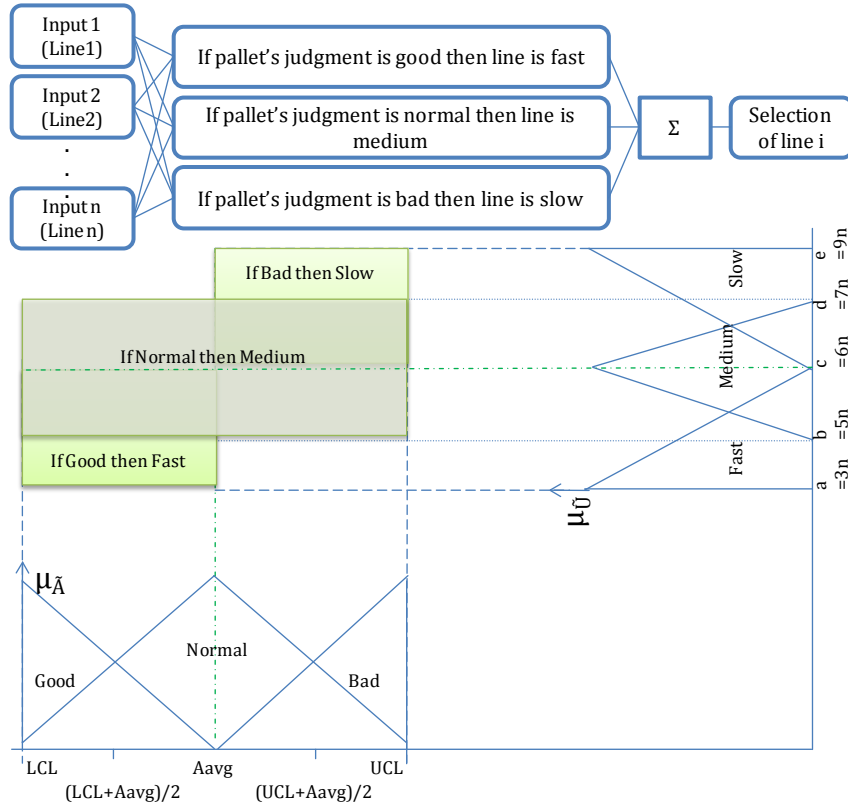 Input 1
(Line1)
Input 2
(Line2)
.
.
.
Input n
(Line n)
If pallet's judgment is good then line is fast
If pallet's judgment is normal then line is
medium
If pallet's judgment is bad then line is slow
Σ
Selection
of line i
If Bad then Slow
If Normal then Medium
If Good then Fast
Slow
Medium
Fast
e
=9n
d
=7n
c
=6n
b
=5n
a
=3n
μŨ
μÃ
Good
Normal
Bad
LCL
Aavg
UCL
(LCL+Aavg)/2
(UCL+Aavg)/2